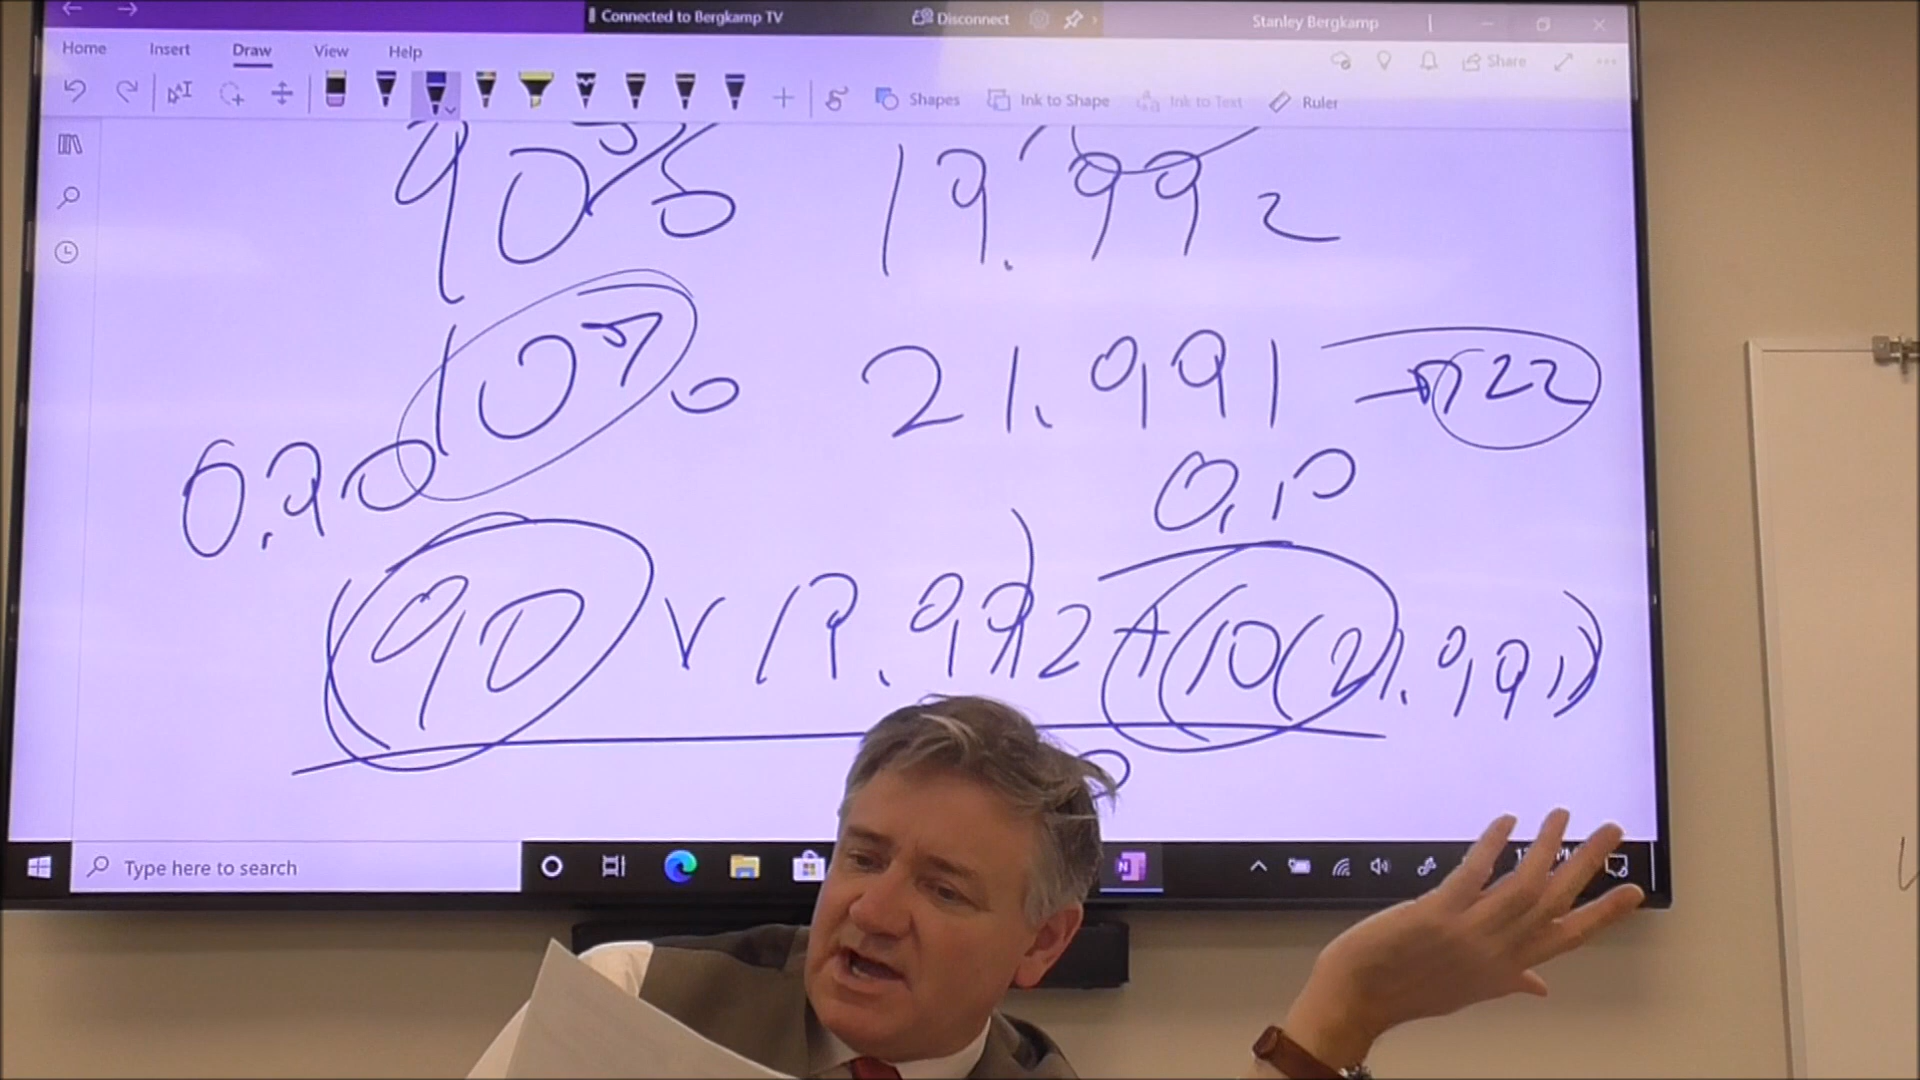 Connected to Bergkamp TV Disconnect Stanley Bergkamp
Home Insert Draw View Help
Share
Shapes Ink to Shape Ink to Text Ruler
90% 19.992
10% 21.991 → 22
0.90 0.10
(90 x 19.992) + (10(21.991))
Type here to search